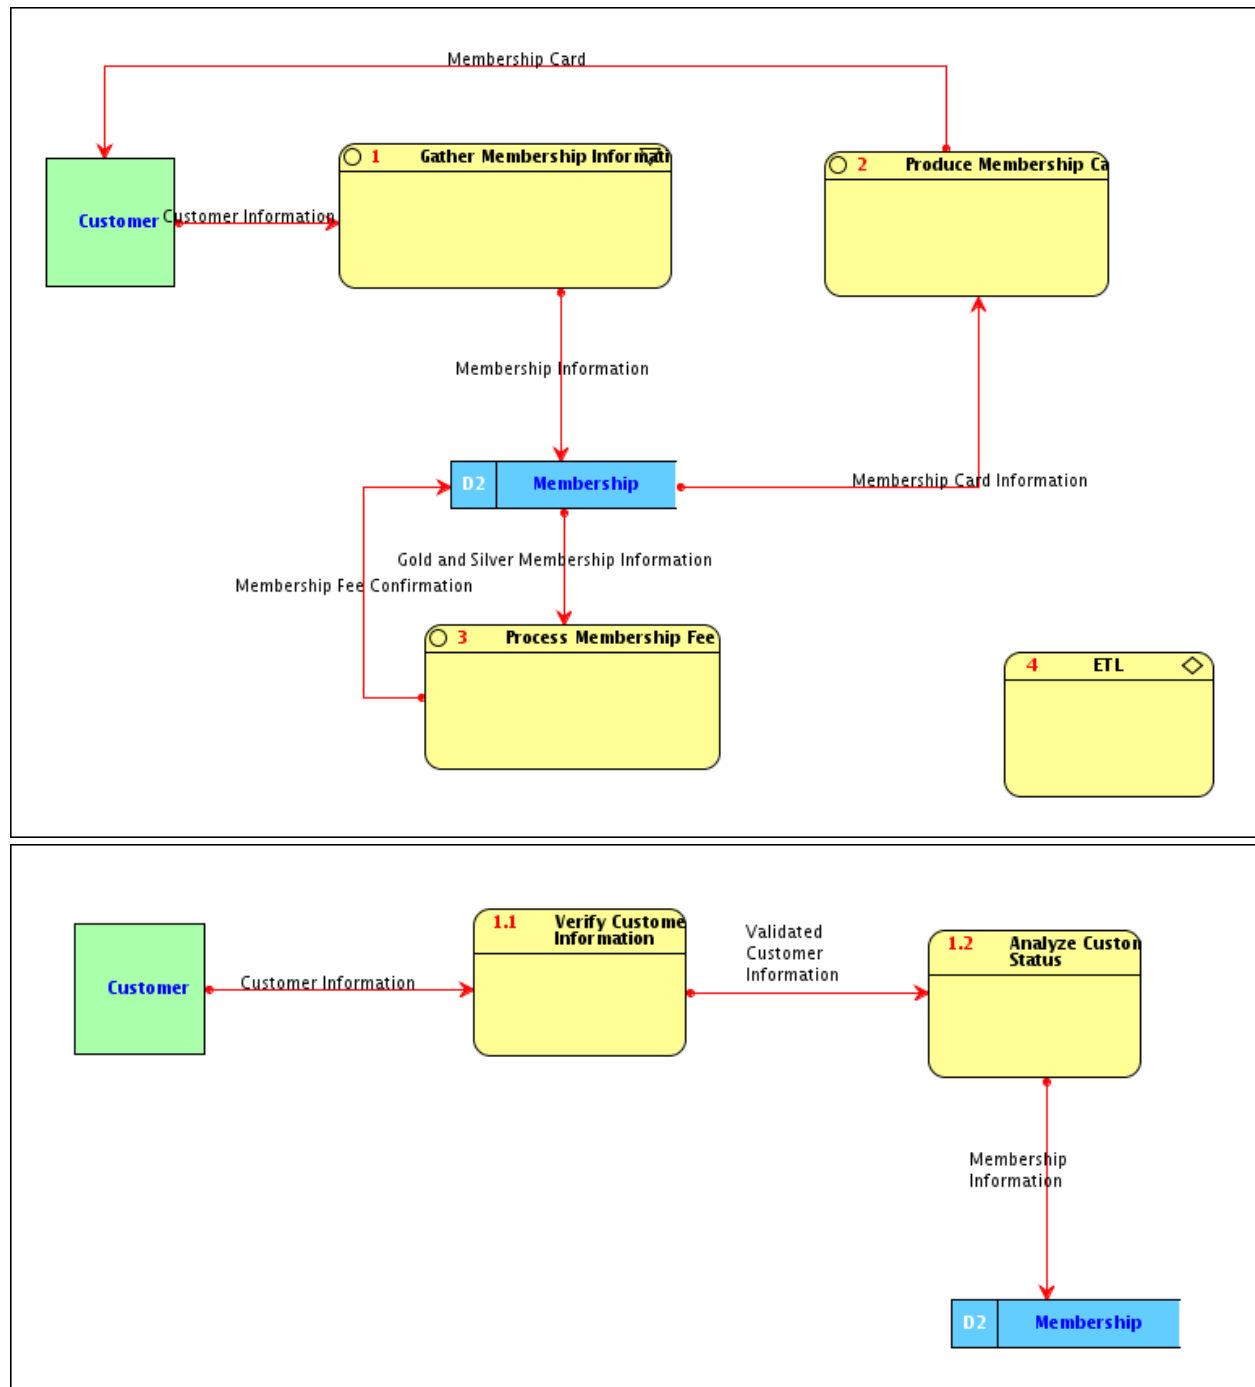 Membership Card
1 Gather Membership Informati
2 Produce Membership Ca
Customer
Customer Information
Membership Information
D2 Membership
Membership Card Information
Gold and Silver Membership Information
Membership Fee Confirmation
3 Process Membership Fee
4 ETL
1.1 Verify Custome
Information
Validated
Customer
Information
1.2 Analyze Custon
Status
Customer
Customer Information
Membership
Information
D2 Membership